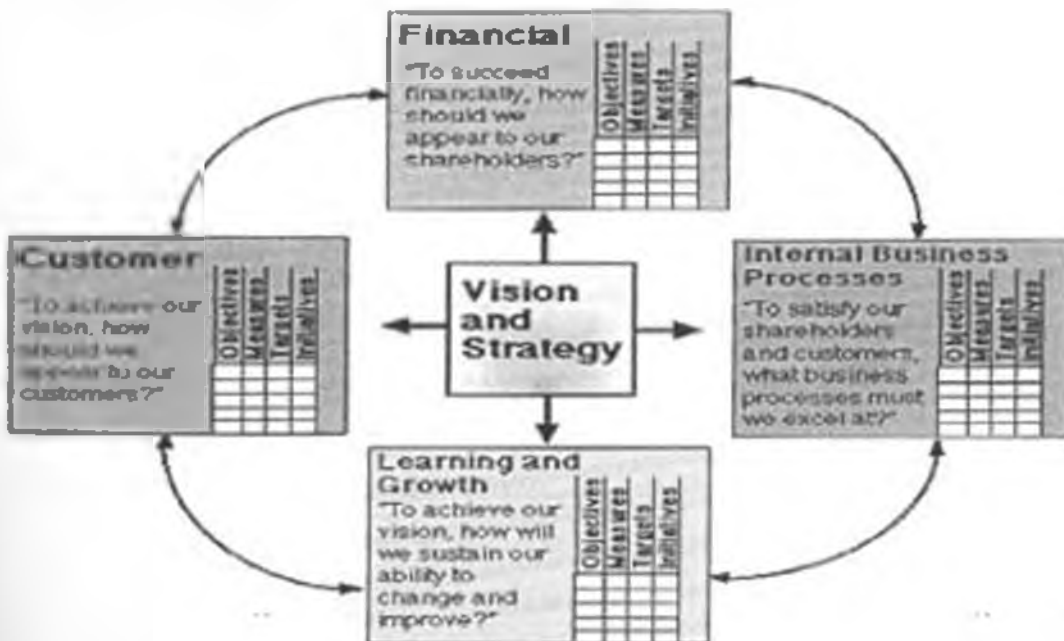 Financial
"To succeed
financially, how
should we
appear to our
shareholders?"
Objectives
Measures
Targets
Initiatives
Customer
"To achieve our
vision, how
should we
appear to our
customers?"
Objectives
Measures
Targets
Initiatives
Vision
and
Strategy
Internal Business
Processes
"To satisfy our
shareholders
and customers,
what business
processes must
we excel at?"
Objectives
Measures
Targets
Initiatives
Learning and
Growth
"To achieve our
vision, how will
we sustain our
ability to
change and
improve?"
Objectives
Measures
Targets
Initiatives